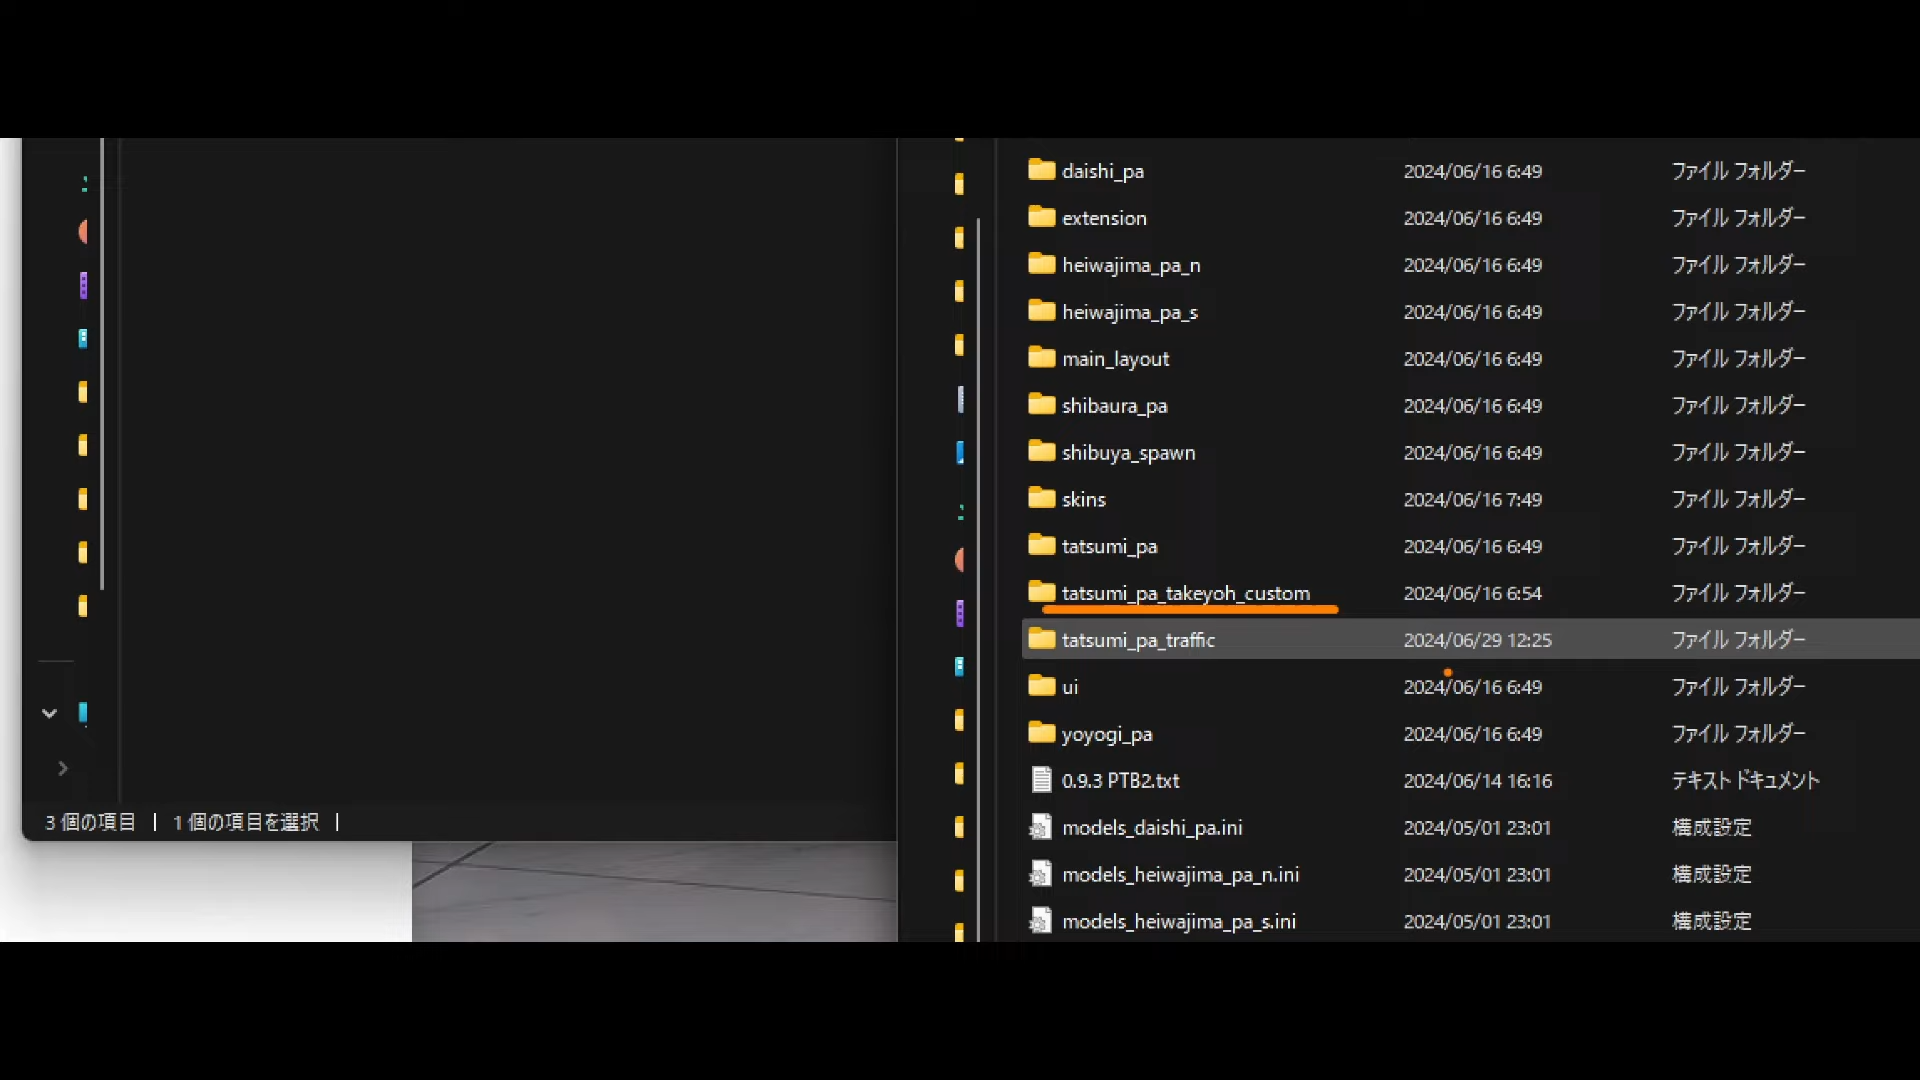 daishi_pa 2024/06/16 6:49 ファイル フォルダー
extension 2024/06/16 6:49 ファイル フォルダー
heiwajima_pa_n 2024/06/16 6:49 ファイル フォルダー
heiwajima_pa_s 2024/06/16 6:49 ファイル フォルダー
main_layout 2024/06/16 6:49 ファイル フォルダー
shibaura_pa 2024/06/16 6:49 ファイル フォルダー
shibuya_spawn 2024/06/16 6:49 ファイル フォルダー
skins 2024/06/16 7:49 ファイル フォルダー
tatsumi_pa 2024/06/16 6:49 ファイル フォルダー
tatsumi_pa_takeyoh_custom 2024/06/16 6:54 ファイル フォルダー
tatsumi_pa_traffic 2024/06/29 12:25 ファイル フォルダー
ui 2024/06/16 6:49 ファイル フォルダー
yoyogi_pa 2024/06/16 6:49 ファイル フォルダー
0.9.3 PTB2.txt 2024/06/14 16:16 テキスト ドキュメント
models_daishi_pa.ini 2024/05/01 23:01 構成設定
models_heiwajima_pa_n.ini 2024/05/01 23:01 構成設定
models_heiwajima_pa_s.ini 2024/05/01 23:01 構成設定
3 個の項目 | 1 個の項目を選択 |